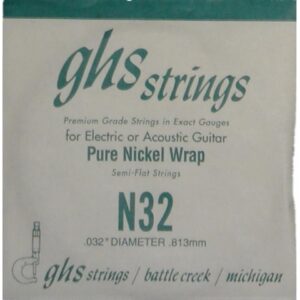 ghs strings
Premium Grade Strings in Exact Gauges
for Electric or Acoustic Guitar
Pure Nickel Wrap
Semi-Flat Strings
N32
.032" DIAMETER .813mm
ghs strings / battle creek / michigan